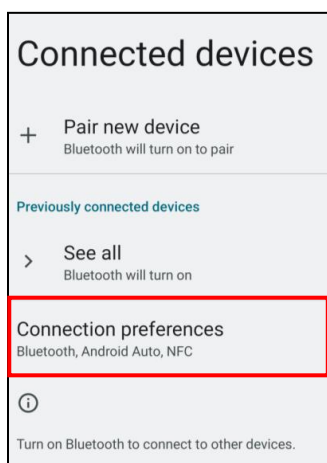 Connected devices
Pair new device
Bluetooth will turn on to pair
Previously connected devices
See all
Bluetooth will turn on
Connection preferences
Bluetooth, Android Auto, NFC
Turn on Bluetooth to connect to other devices.